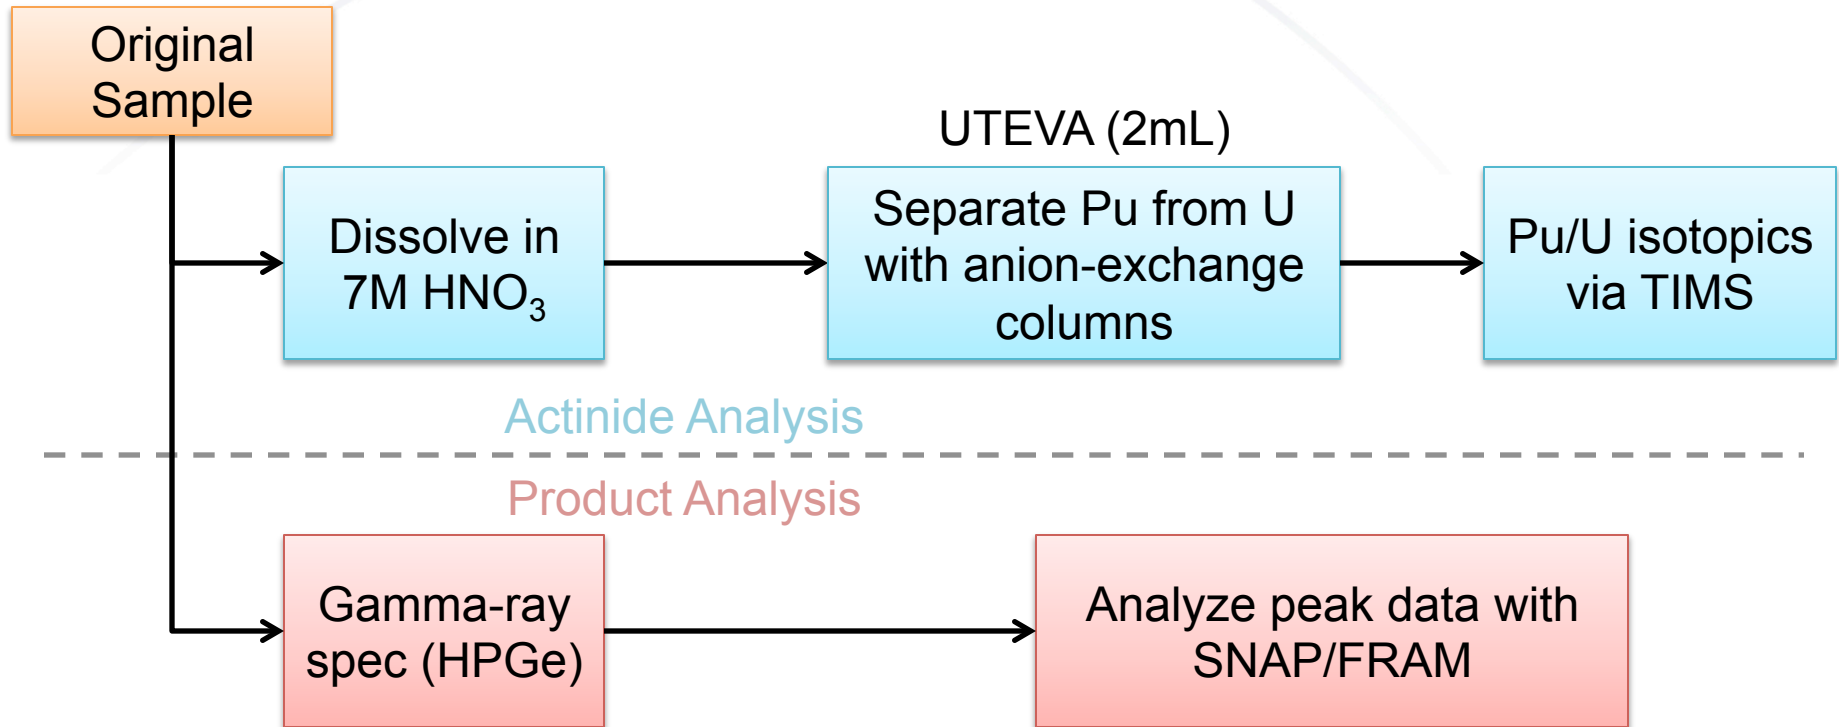 Original
Sample
UTEVA (2mL)
Dissolve in
7M HNO₃
Separate Pu from U
with anion-exchange
columns
Pu/U isotopics
via TIMS
Actinide Analysis
Product Analysis
Gamma-ray
spec (HPGe)
Analyze peak data with
SNAP/FRAM